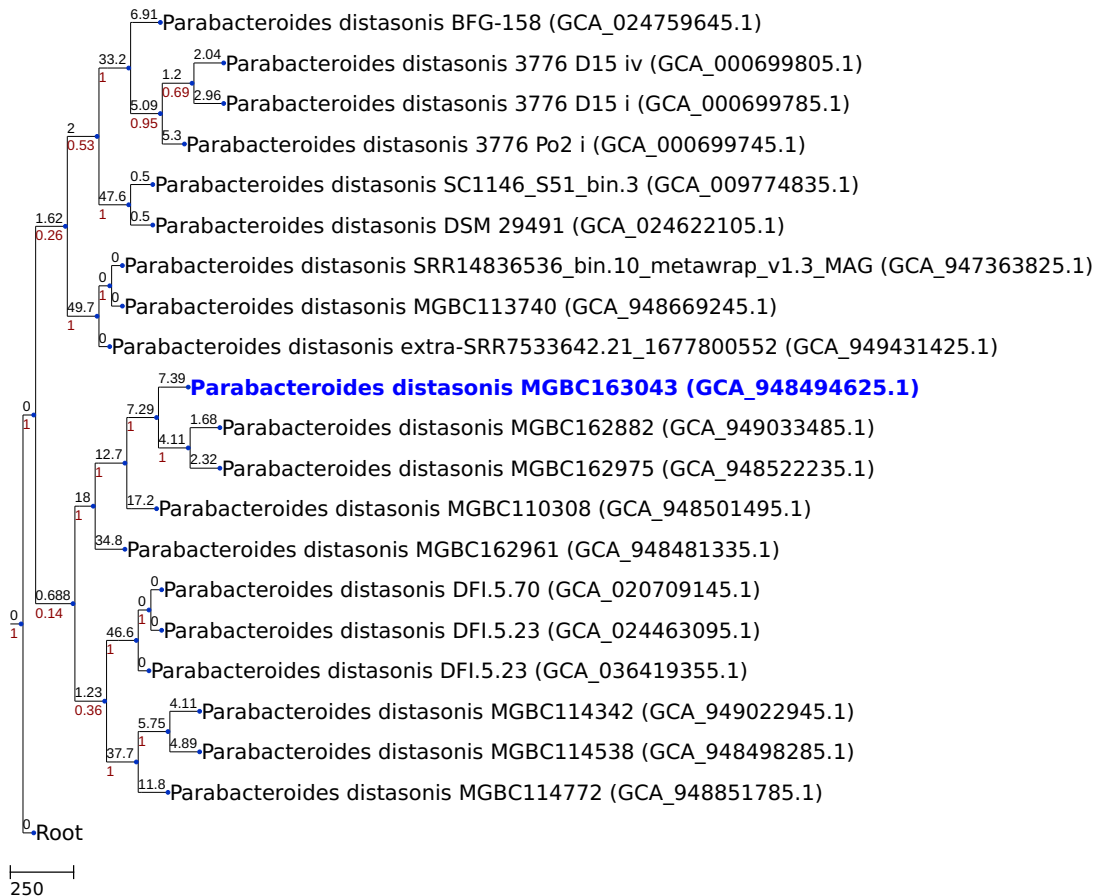 6.91
Parabacteroides distasonis BFG-158 (GCA_024759645.1)
33.2
1
2.04
Parabacteroides distasonis 3776 D15 iv (GCA_000699805.1)
1.2
0.69
2.96
Parabacteroides distasonis 3776 D15 i (GCA_000699785.1)
5.09
0.95
5.3
Parabacteroides distasonis 3776 Po2 i (GCA_000699745.1)
2
0.53
0.5
Parabacteroides distasonis SC1146_S51_bin.3 (GCA_009774835.1)
47.6
1
0.5
Parabacteroides distasonis DSM 29491 (GCA_024622105.1)
1.62
0.26
0
Parabacteroides distasonis SRR14836536_bin.10_metawrap_v1.3_MAG (GCA_947363825.1)
0
1
0
Parabacteroides distasonis MGBC113740 (GCA_948669245.1)
49.7
1
0
Parabacteroides distasonis extra-SRR7533642.21_1677800552 (GCA_949431425.1)
7.39
Parabacteroides distasonis MGBC163043 (GCA_948494625.1)
0
1
7.29
1
1.68
Parabacteroides distasonis MGBC162882 (GCA_949033485.1)
4.11
1
2.32
Parabacteroides distasonis MGBC162975 (GCA_948522235.1)
12.7
1
17.2
Parabacteroides distasonis MGBC110308 (GCA_948501495.1)
18
1
34.8
Parabacteroides distasonis MGBC162961 (GCA_948481335.1)
0.688
0.14
0
Parabacteroides distasonis DFI.5.70 (GCA_020709145.1)
0
1
0
Parabacteroides distasonis DFI.5.23 (GCA_024463095.1)
0
1
46.6
1
0
Parabacteroides distasonis DFI.5.23 (GCA_036419355.1)
1.23
0.36
4.11
Parabacteroides distasonis MGBC114342 (GCA_949022945.1)
5.75
1
4.89
Parabacteroides distasonis MGBC114538 (GCA_948498285.1)
37.7
1
11.8
Parabacteroides distasonis MGBC114772 (GCA_948851785.1)
0
Root
250